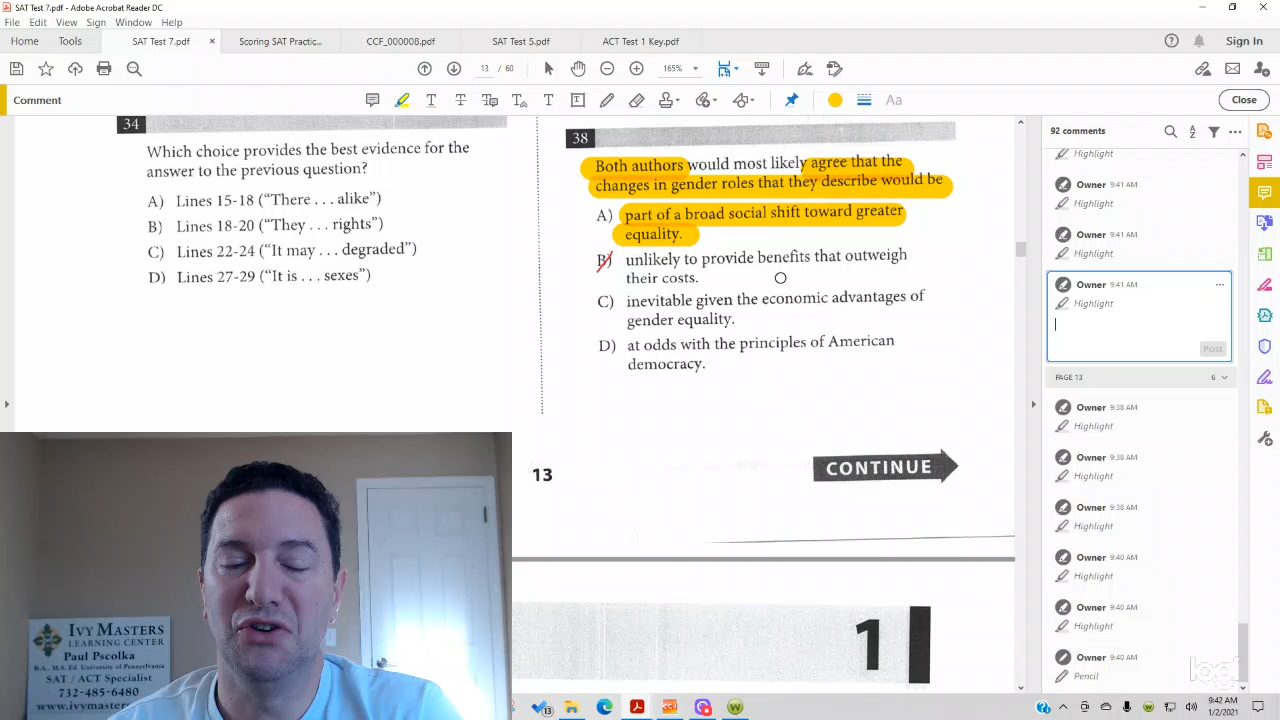 SAT Test 7.pdf - Adobe Acrobat Reader DC
File Edit View Sign Window Help
Home Tools SAT Test 7.pdf × Scoring SAT Practic... CCF_000008.pdf SAT Test 5.pdf ACT Test 1 Key.pdf Sign In
13 / 60 165%
Comment Aa Close
34
Which choice provides the best evidence for the
answer to the previous question?
A) Lines 15-18 (“There . . . alike”)
B) Lines 18-20 (“They . . . rights”)
C) Lines 22-24 (“It may . . . degraded”)
D) Lines 27-29 (“It is . . . sexes”)
38
Both authors would most likely agree that the
changes in gender roles that they describe would be
A) part of a broad social shift toward greater
equality.
B) unlikely to provide benefits that outweigh
their costs.
C) inevitable given the economic advantages of
gender equality.
D) at odds with the principles of American
democracy.
13
CONTINUE
1
92 comments
Highlight
Owner 9:41 AM
Highlight
Owner 9:41 AM
Highlight
Owner 9:41 AM
Highlight
Post
PAGE 13 6
Owner 9:38 AM
Highlight
Owner 9:38 AM
Highlight
Owner 9:38 AM
Highlight
Owner 9:40 AM
Highlight
Owner 9:40 AM
Highlight
Owner 9:40 AM
Pencil
IVY MASTERS
LEARNING CENTER
Paul Pscolka
B.A., M.S. Ed. University of Pennsylvania
SAT / ACT Specialist
732-485-6480
www.ivymas
9:42 AM
1/2/2021